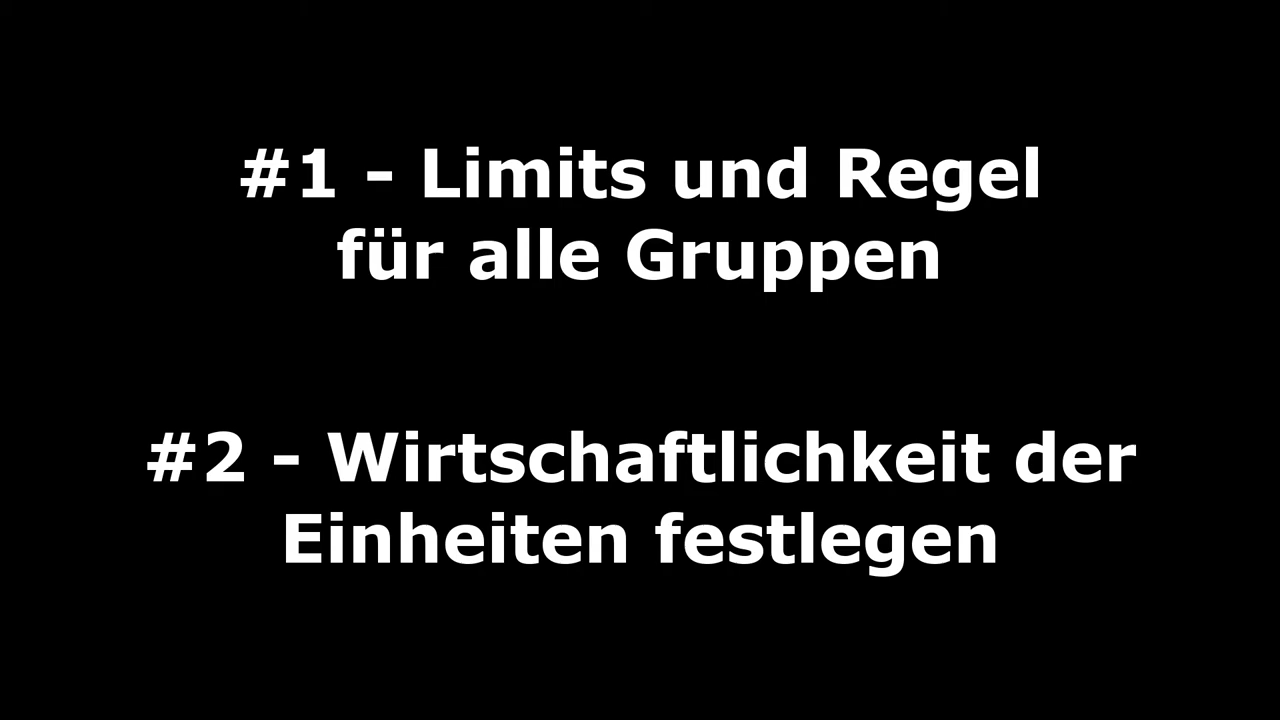 #1 - Limits und Regel
für alle Gruppen
#2 - Wirtschaftlichkeit der
Einheiten festlegen